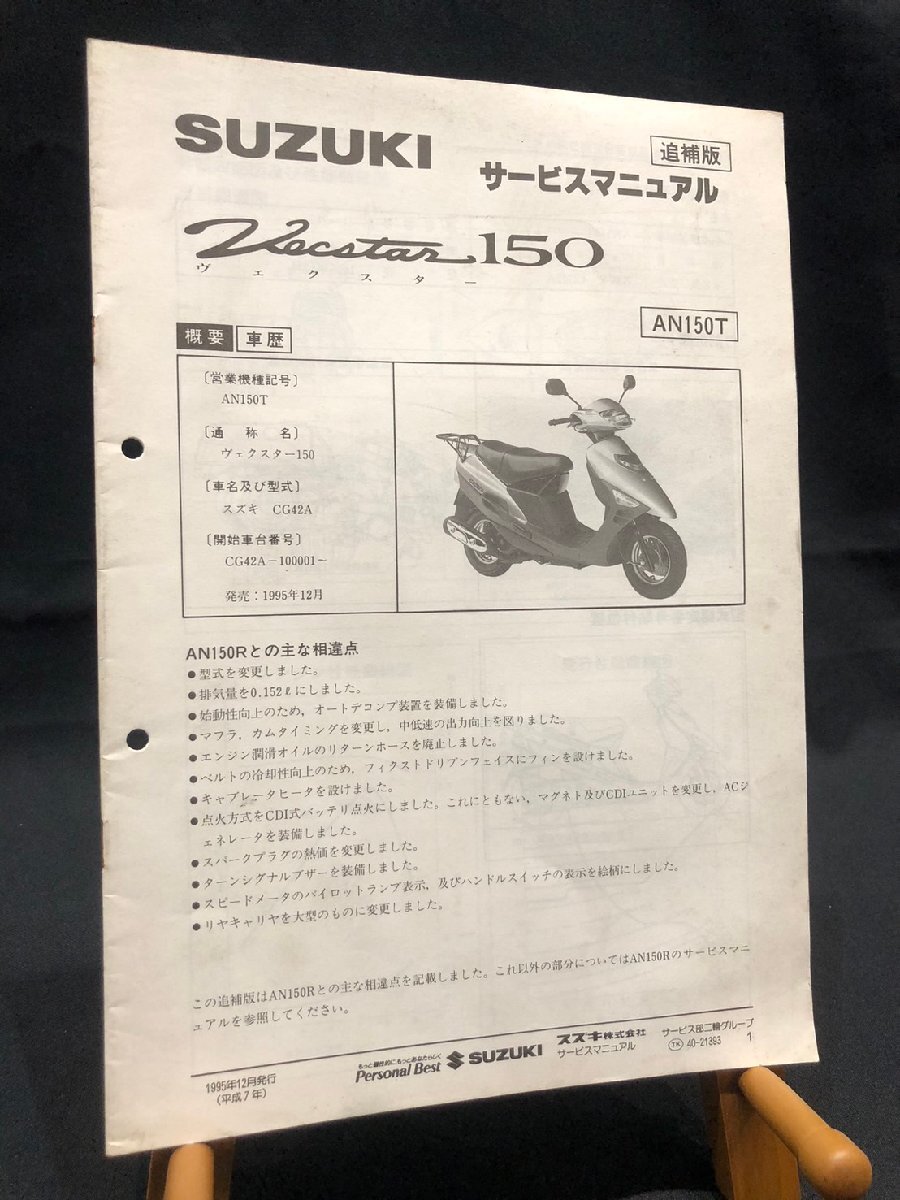 SUZUKI
追補版
サービスマニュアル
Vecstar 150
ヴェクスター
AN150T
概要 車歴
〔営業機種記号〕
AN150T
〔通称名〕
ヴェクスター150
〔車名及び型式〕
スズキ CG42A
〔開始車台番号〕
CG42A-100001~
発売:1995年12月
AN150Rとの主な相違点
●型式を変更しました。
●排気量を0.152ℓにしました。
●始動性向上のため,オートデコンプ装置を装備しました。
●マフラ,カムタイミングを変更し,中低速の出力向上を図りました。
●エンジン潤滑オイルのリターンホースを廃止しました。
●ベルトの冷却性向上のため,フィクストドリブンフェイスにフィンを設けました。
●キャブレータヒータを設けました。
●点火方式をCDI式バッテリ点火にしました。これにともない,マグネト及びCDIユニットを変更し,ACジ
ェネレータを装備しました。
●スパークプラグの熱価を変更しました。
●ターンシグナルブザーを装備しました。
●スピードメータのパイロットランプ表示,及びハンドルスイッチの表示を絵柄にしました。
●リヤキャリヤを大型のものに変更しました。
この追補版はAN150Rとの主な相違点を記載しました。これ以外の部分についてはAN150Rのサービスマニ
ュアルを参照してください。
1995年12月発行
(平成7年)
Personal Best
SUZUKI
スズキ株式会社 サービス部二輪グループ
サービスマニュアル TK 40-21393 1